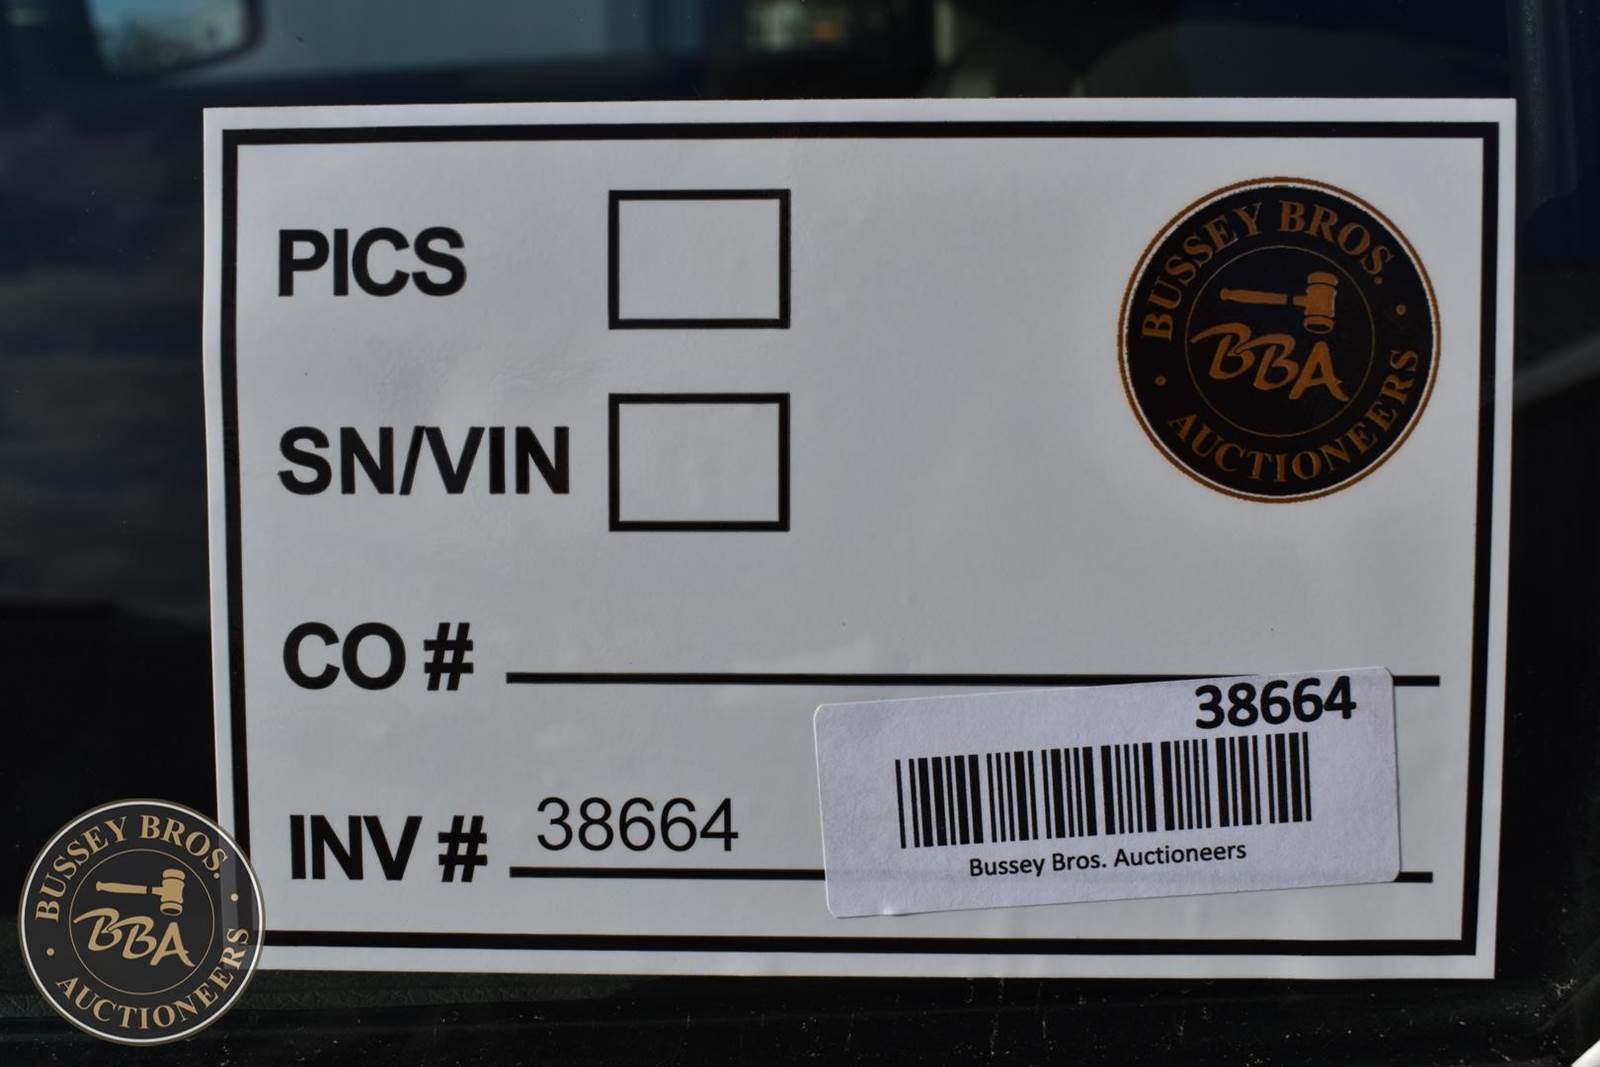 PICS
BUSSEY BROS.
BBA
AUCTIONEERS
SN/VIN
CO #
38664
INV # 38664
Bussey Bros. Auctioneers
BUSSEY BROS.
BBA
AUCTIONEERS